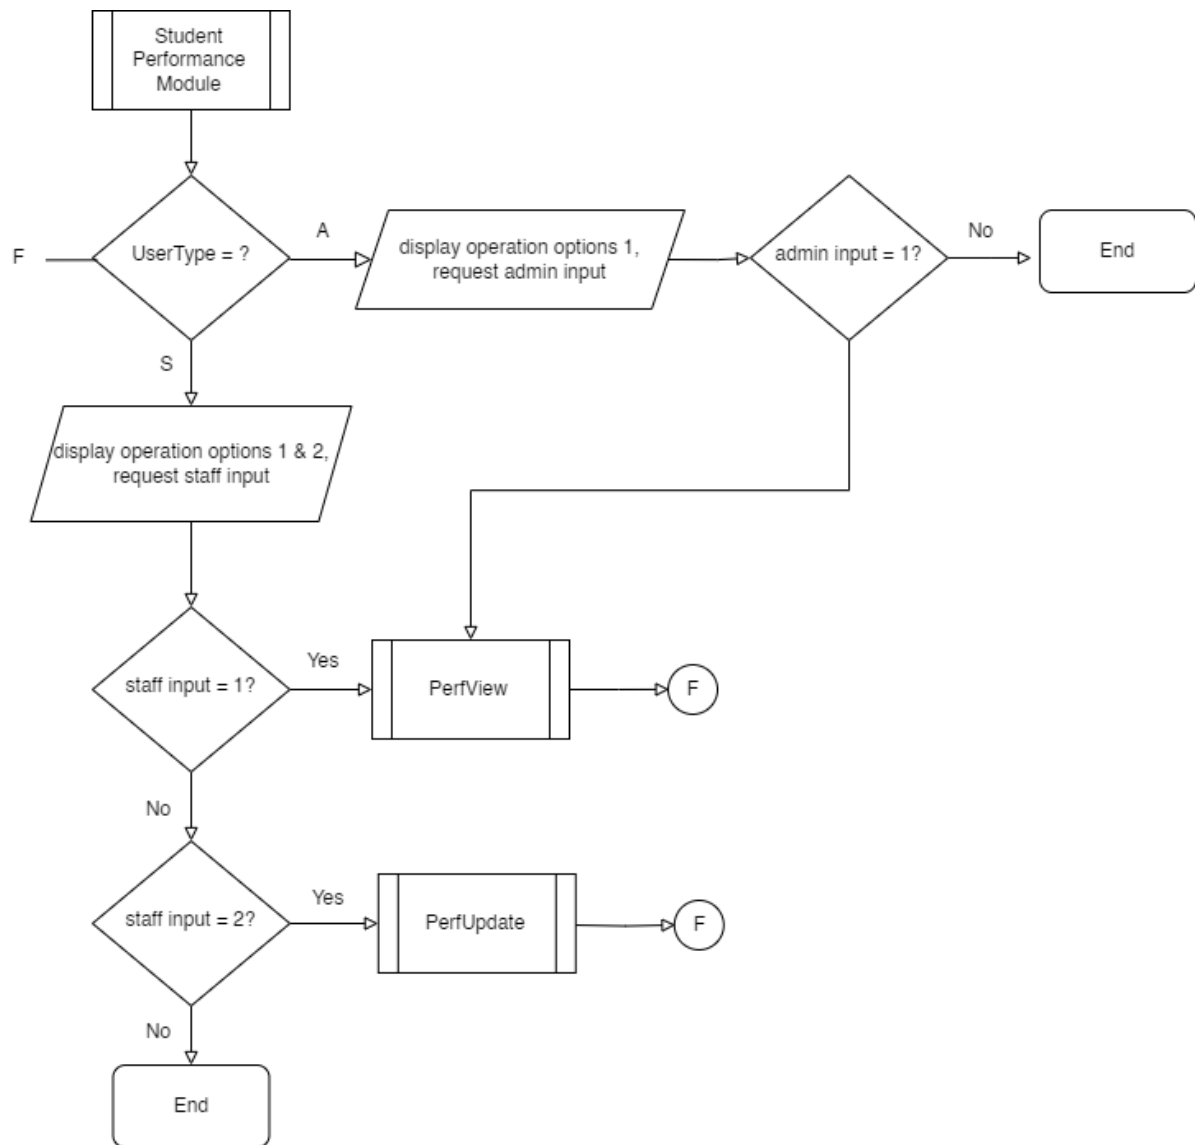 Student
Performance
Module
F
UserType = ?
A
display operation options 1,
request admin input
admin input = 1?
No
End
S
display operation options 1 & 2,
request staff input
staff input = 1?
Yes
PerfView
F
No
staff input = 2?
Yes
PerfUpdate
F
No
End